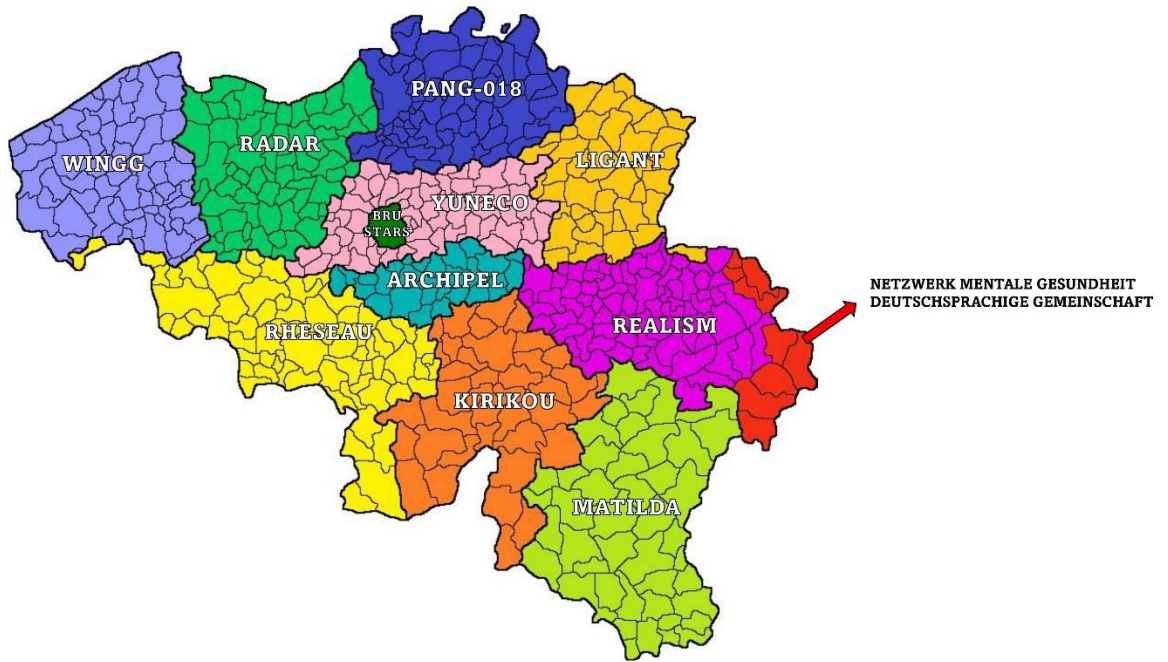 PANG-018
RADAR
WINGG
LIGANT
YUNECO
BRU
STARS
ARCHIPEL
NETZWERK MENTALE GESUNDHEIT
DEUTSCHSPRACHIGE GEMEINSCHAFT
RHESEAU
REALISM
KIRIKOU
MATILDA